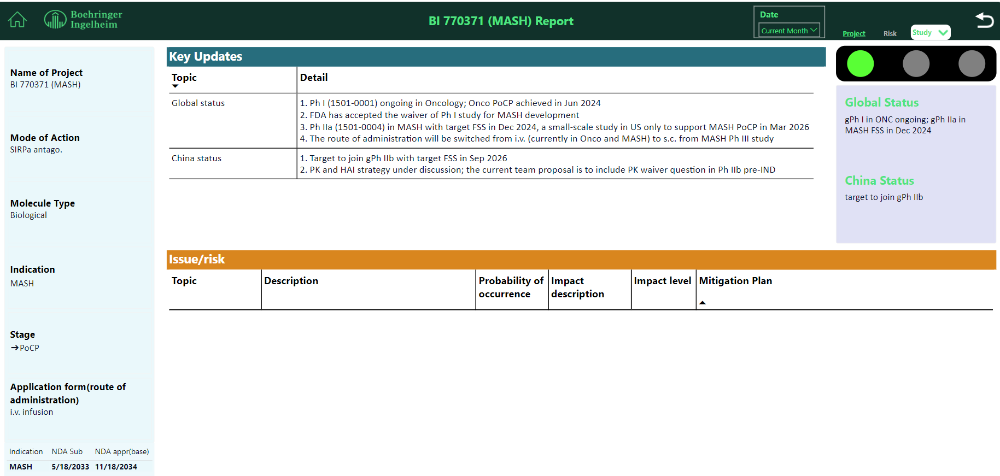 Boehringer
Ingelheim
BI 770371 (MASH) Report
Date
Current Month
Project
Risk
Study
Name of Project
BI 770371 (MASH)
Mode of Action
SIRPa antago.
Molecule Type
Biological
Indication
MASH
Stage
→PoCP
Application form(route of
administration)
i.v. infusion
Indication NDA Sub NDA appr(base)
MASH 5/18/2033 11/18/2034
Key Updates
Topic Detail
Global status
1. Ph I (1501-0001) ongoing in Oncology; Onco PoCP achieved in Jun 2024
2. FDA has accepted the waiver of Ph I study for MASH development
3. Ph IIa (1501-0004) in MASH with target FSS in Dec 2024, a small-scale study in US only to support MASH PoCP in Mar 2026
4. The route of administration will be switched from i.v. (currently in Onco and MASH) to s.c. from MASH Ph III study
China status
1. Target to join gPh IIb with target FSS in Sep 2026
2. PK and HAI strategy under discussion; the current team proposal is to include PK waiver question in Ph IIb pre-IND
Global Status
gPh I in ONC ongoing; gPh IIa in
MASH FSS in Dec 2024
China Status
target to join gPh IIb
Issue/risk
Topic Description Probability of occurrence Impact description Impact level Mitigation Plan